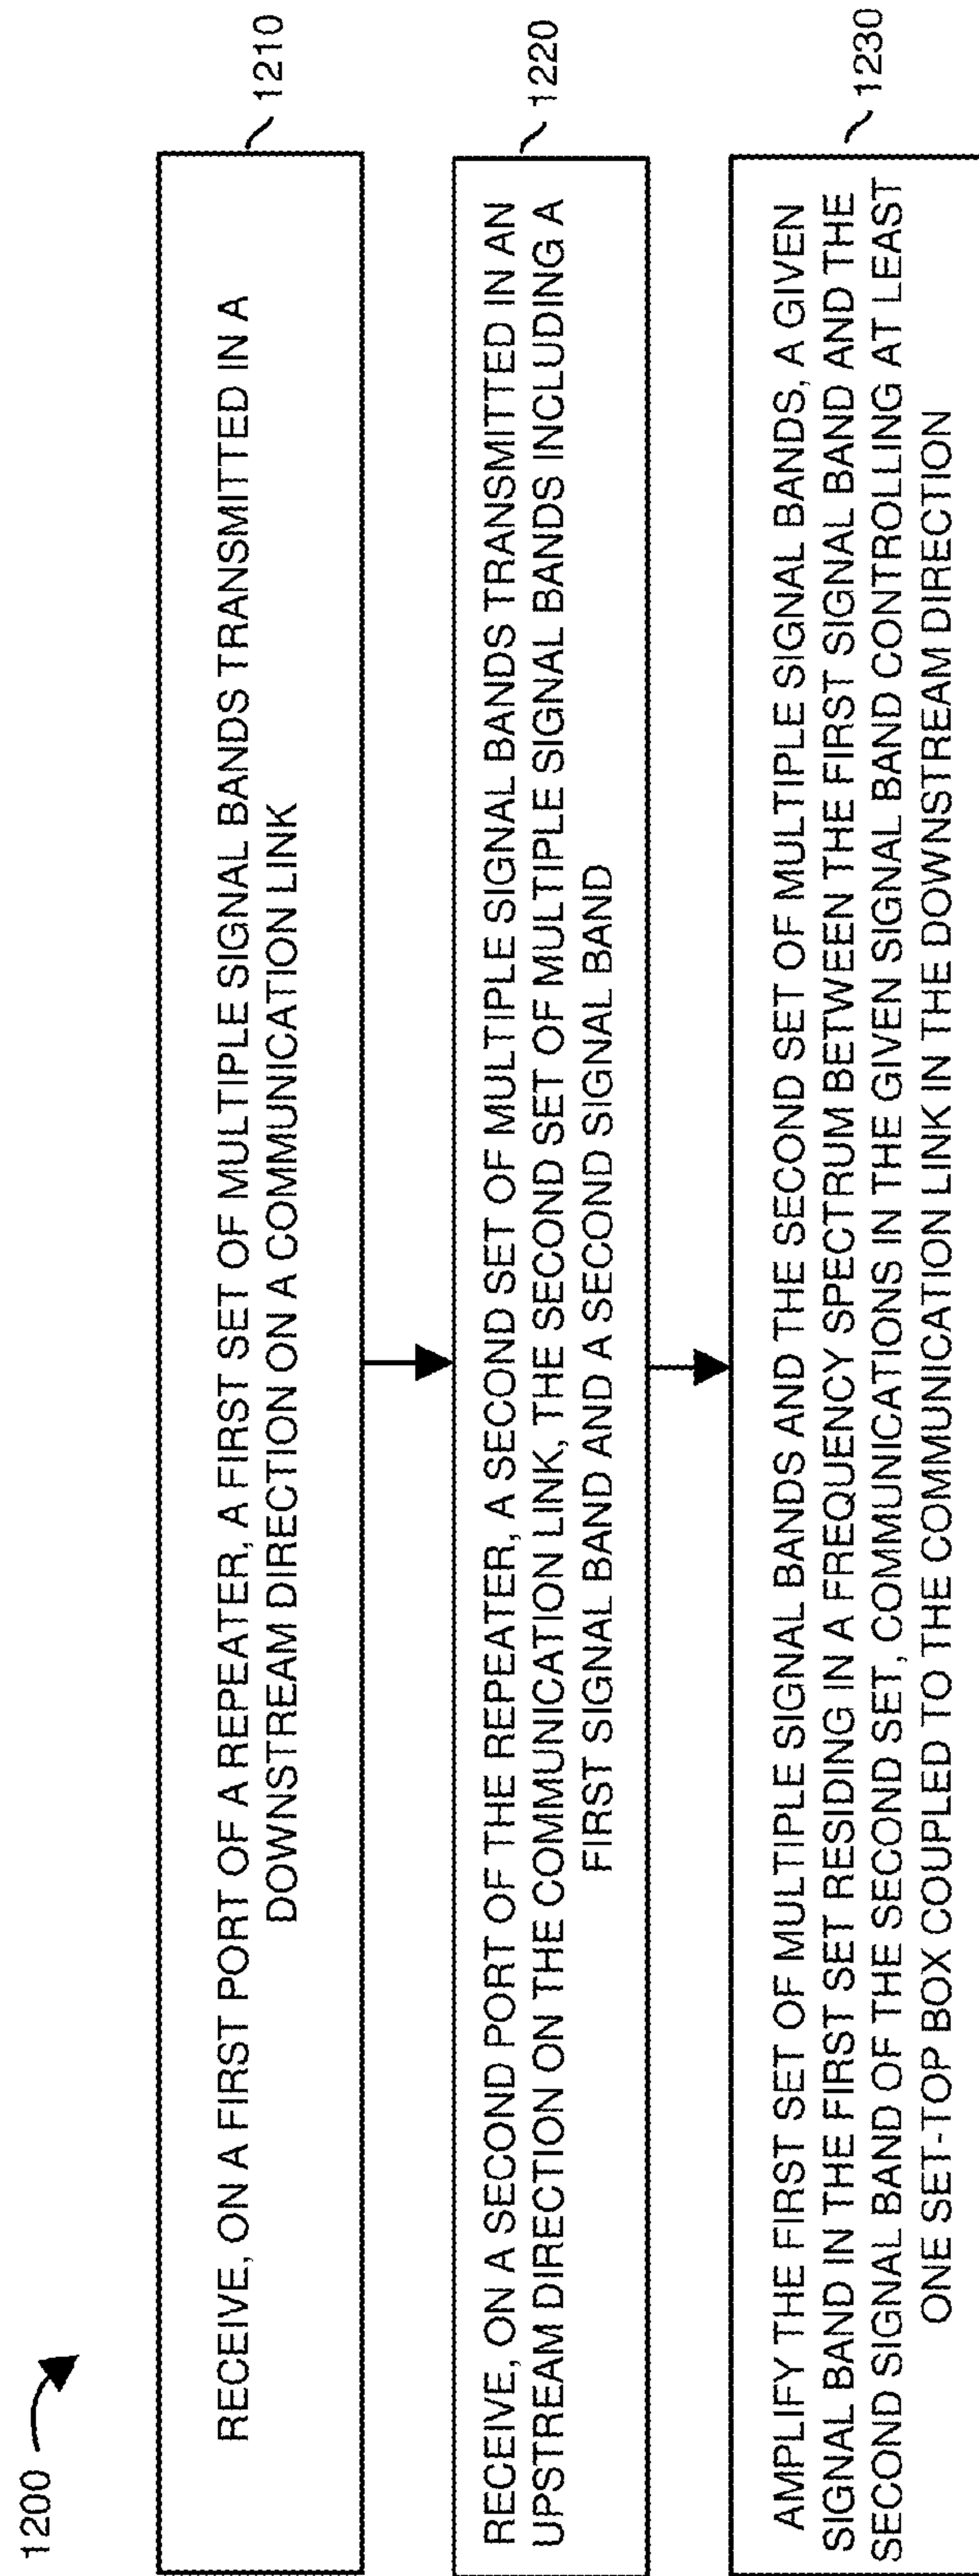 1200
RECEIVE, ON A FIRST PORT OF A REPEATER, A FIRST SET OF MULTIPLE SIGNAL BANDS TRANSMITTED IN A
DOWNSTREAM DIRECTION ON A COMMUNICATION LINK
1210
RECEIVE, ON A SECOND PORT OF THE REPEATER, A SECOND SET OF MULTIPLE SIGNAL BANDS TRANSMITTED IN AN
UPSTREAM DIRECTION ON THE COMMUNICATION LINK, THE SECOND SET OF MULTIPLE SIGNAL BANDS INCLUDING A
FIRST SIGNAL BAND AND A SECOND SIGNAL BAND
1220
AMPLIFY THE FIRST SET OF MULTIPLE SIGNAL BANDS AND THE SECOND SET OF MULTIPLE SIGNAL BANDS, A GIVEN
SIGNAL BAND IN THE FIRST SET RESIDING IN A FREQUENCY SPECTRUM BETWEEN THE FIRST SIGNAL BAND AND THE
SECOND SIGNAL BAND OF THE SECOND SET, COMMUNICATIONS IN THE GIVEN SIGNAL BAND CONTROLLING AT LEAST
ONE SET-TOP BOX COUPLED TO THE COMMUNICATION LINK IN THE DOWNSTREAM DIRECTION
1230